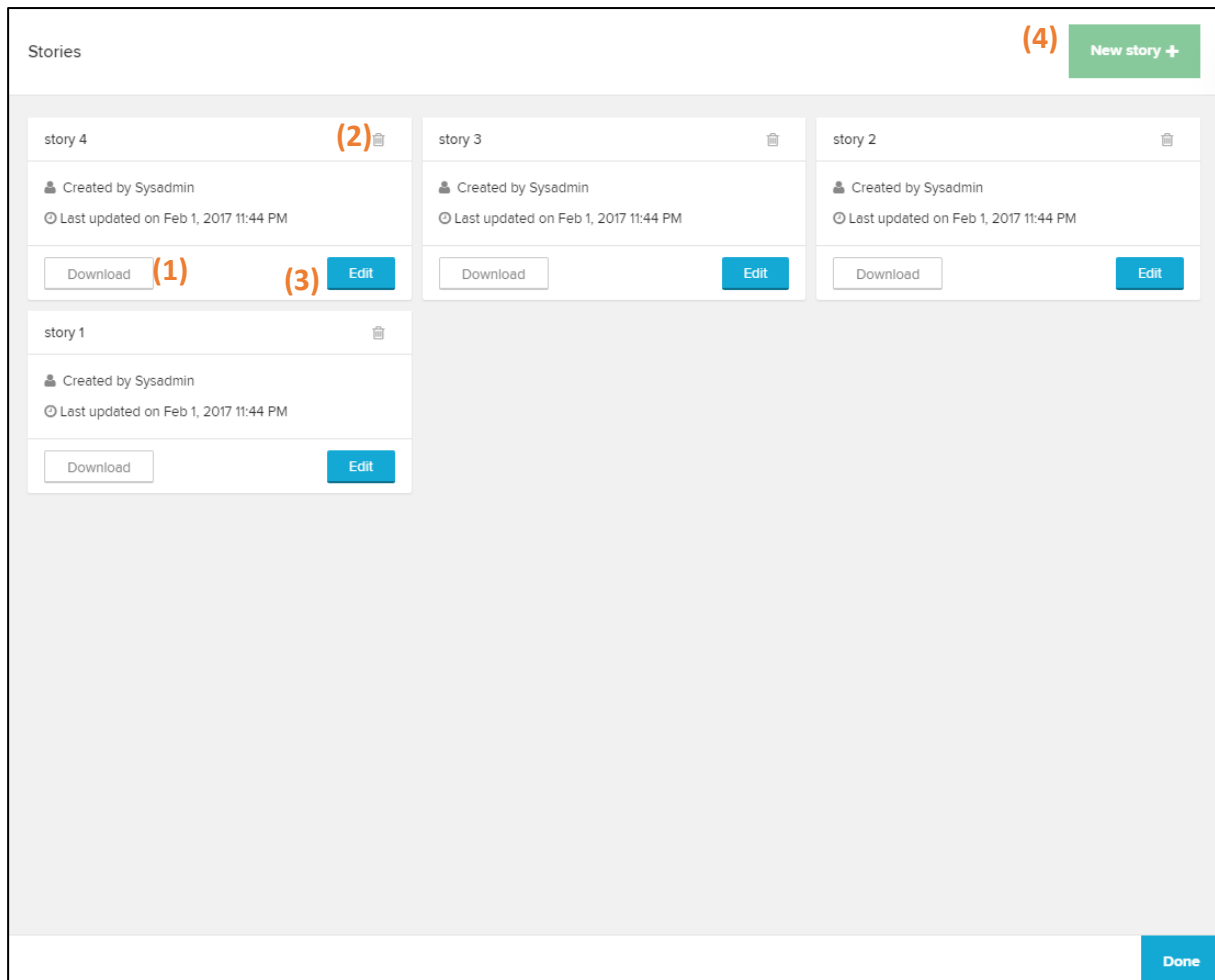 Stories
(4)
New story +
story 4
(2)
Created by Sysadmin
Last updated on Feb 1, 2017 11:44 PM
Download
(1)
(3)
Edit
story 3
Created by Sysadmin
Last updated on Feb 1, 2017 11:44 PM
Download
Edit
story 2
Created by Sysadmin
Last updated on Feb 1, 2017 11:44 PM
Download
Edit
story 1
Created by Sysadmin
Last updated on Feb 1, 2017 11:44 PM
Download
Edit
Done